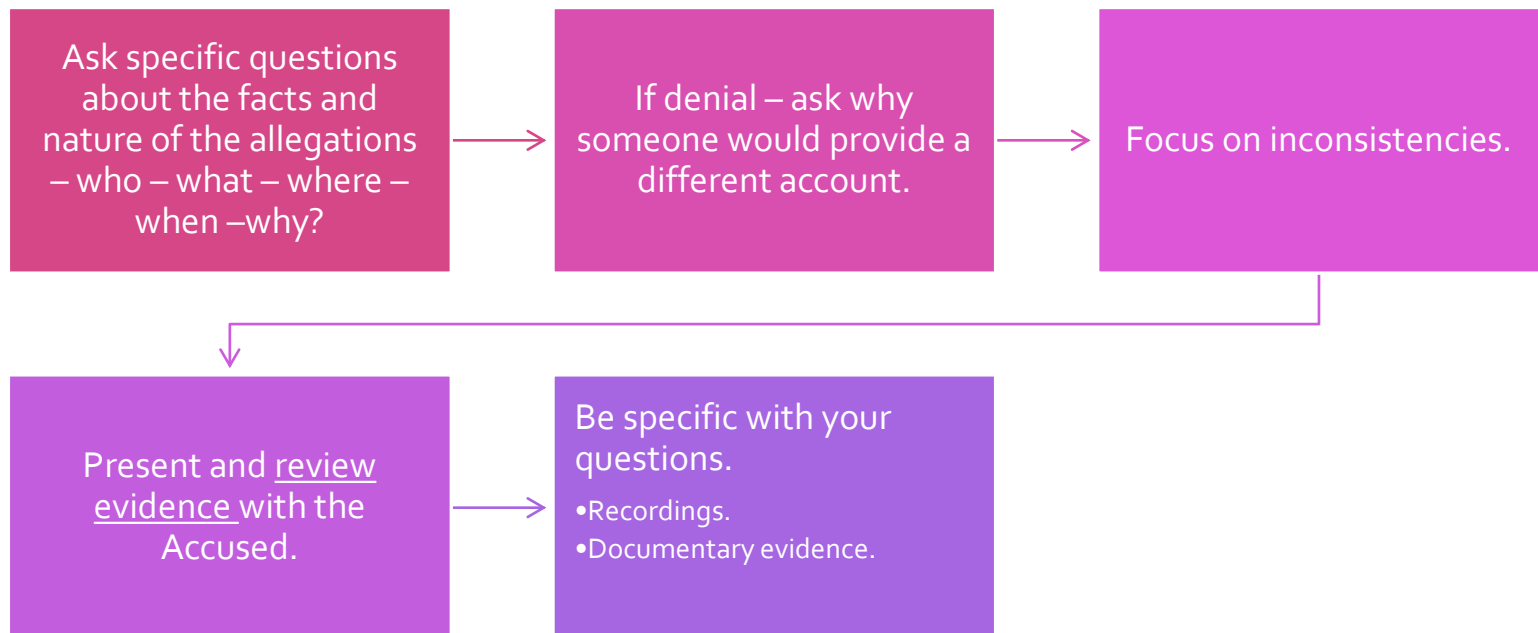 Ask specific questions
about the facts and
nature of the allegations
– who – what – where –
when –why?
If denial – ask why
someone would provide a
different account.
Focus on inconsistencies.
Present and review
evidence with the
Accused.
Be specific with your
questions.
•Recordings.
•Documentary evidence.